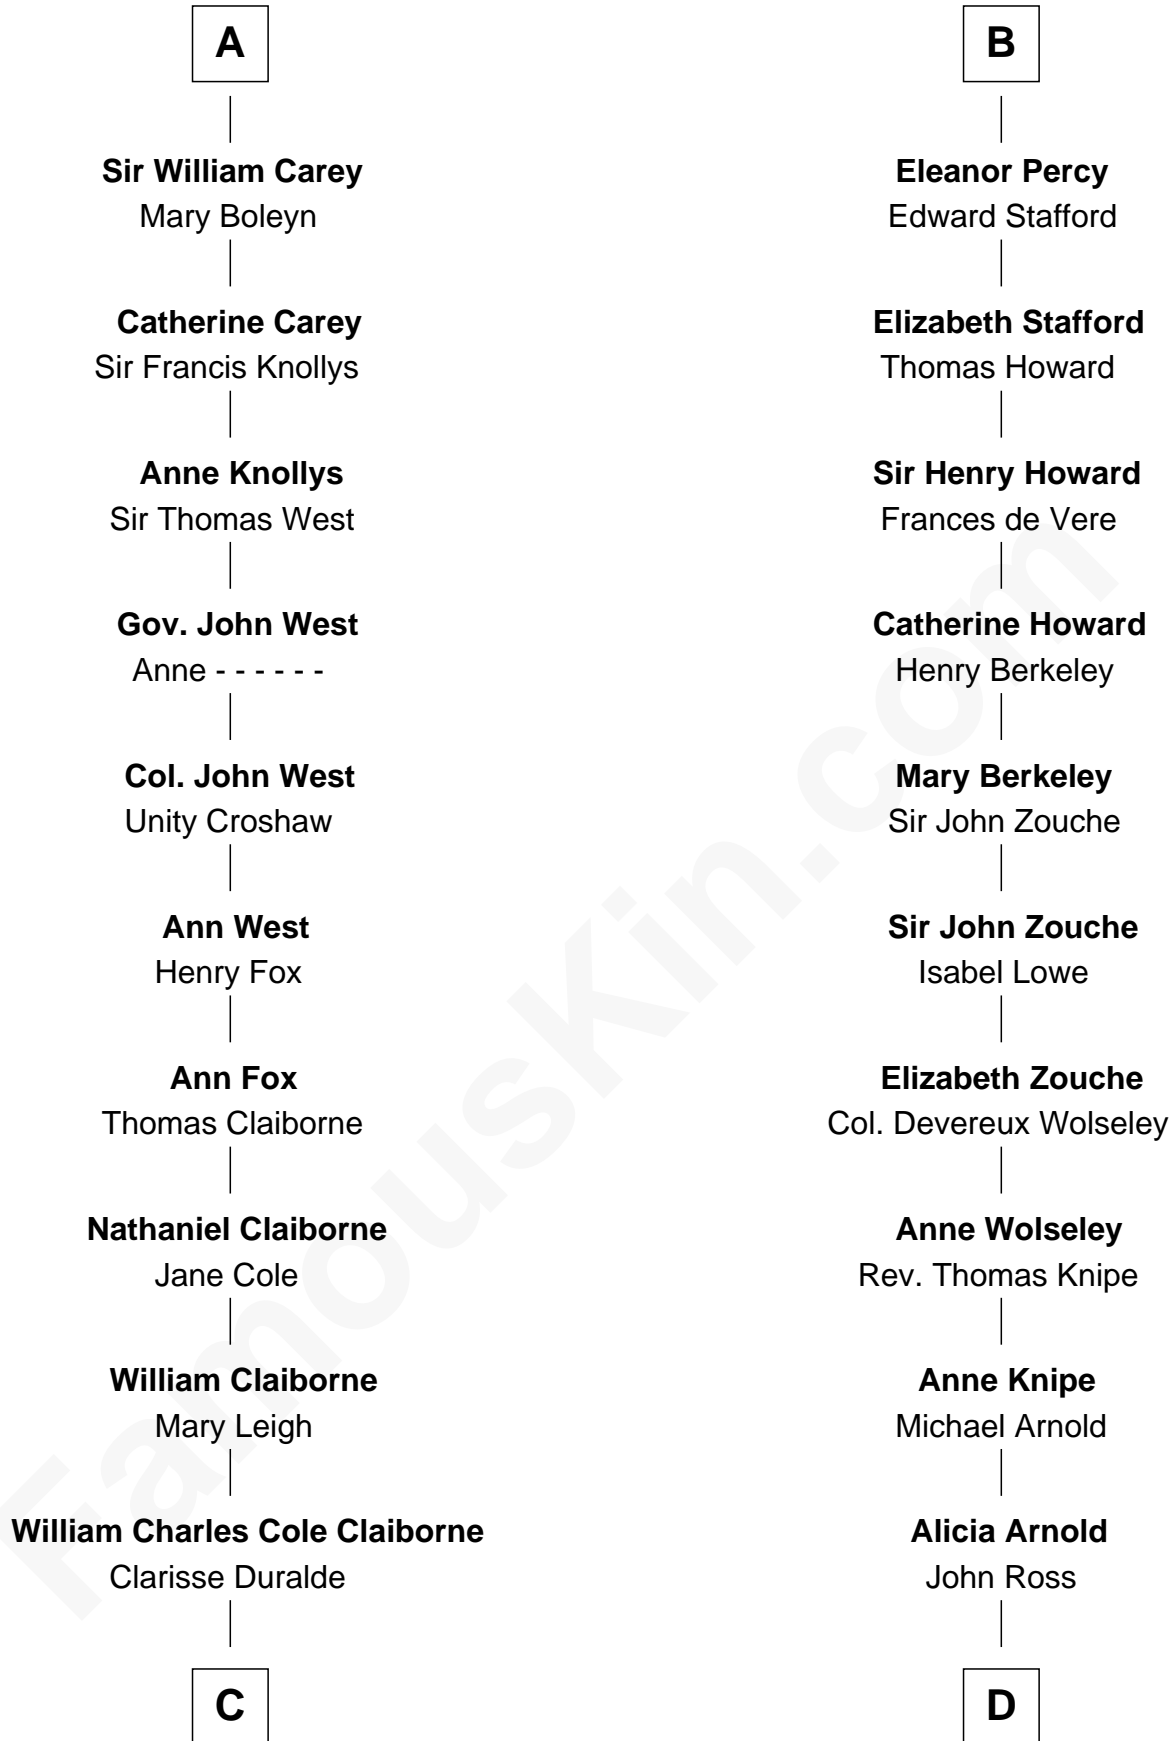 A
Sir William Carey
Mary Boleyn
Catherine Carey
Sir Francis Knollys
Anne Knollys
Sir Thomas West
Gov. John West
Anne - - - - - -
Col. John West
Unity Croshaw
Ann West
Henry Fox
Ann Fox
Thomas Claiborne
Nathaniel Claiborne
Jane Cole
William Claiborne
Mary Leigh
William Charles Cole Claiborne
Clarisse Duralde
C
B
Eleanor Percy
Edward Stafford
Elizabeth Stafford
Thomas Howard
Sir Henry Howard
Frances de Vere
Catherine Howard
Henry Berkeley
Mary Berkeley
Sir John Zouche
Sir John Zouche
Isabel Lowe
Elizabeth Zouche
Col. Devereux Wolseley
Anne Wolseley
Rev. Thomas Knipe
Anne Knipe
Michael Arnold
Alicia Arnold
John Ross
D
FamousKin.com